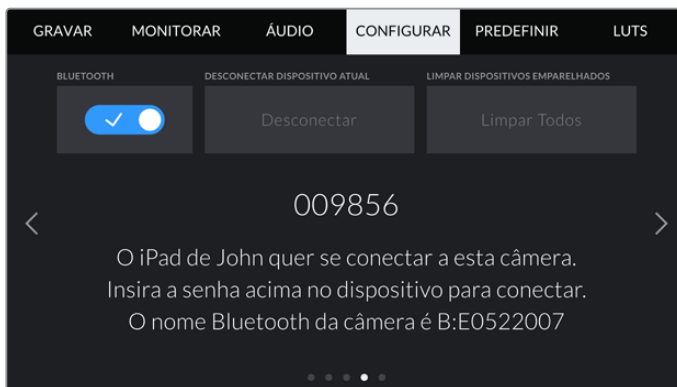 GRAVAR MONITORAR ÁUDIO CONFIGURAR PREDEFINIR LUTS
BLUETOOTH DESCONECTAR DISPOSITIVO ATUAL LIMPAR DISPOSITIVOS EMPARELHADOS
Desconectar Limpar Todos
009856
O iPad de John quer se conectar a esta câmera.
Insira a senha acima no dispositivo para conectar.
O nome Bluetooth da câmera é B:E0522007